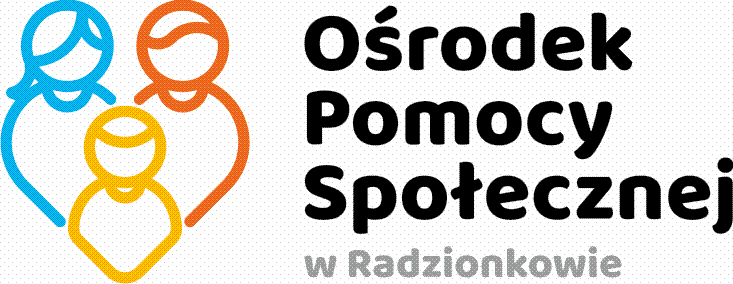 Ośrodek
Pomocy
Społecznej
w Radzionkowie